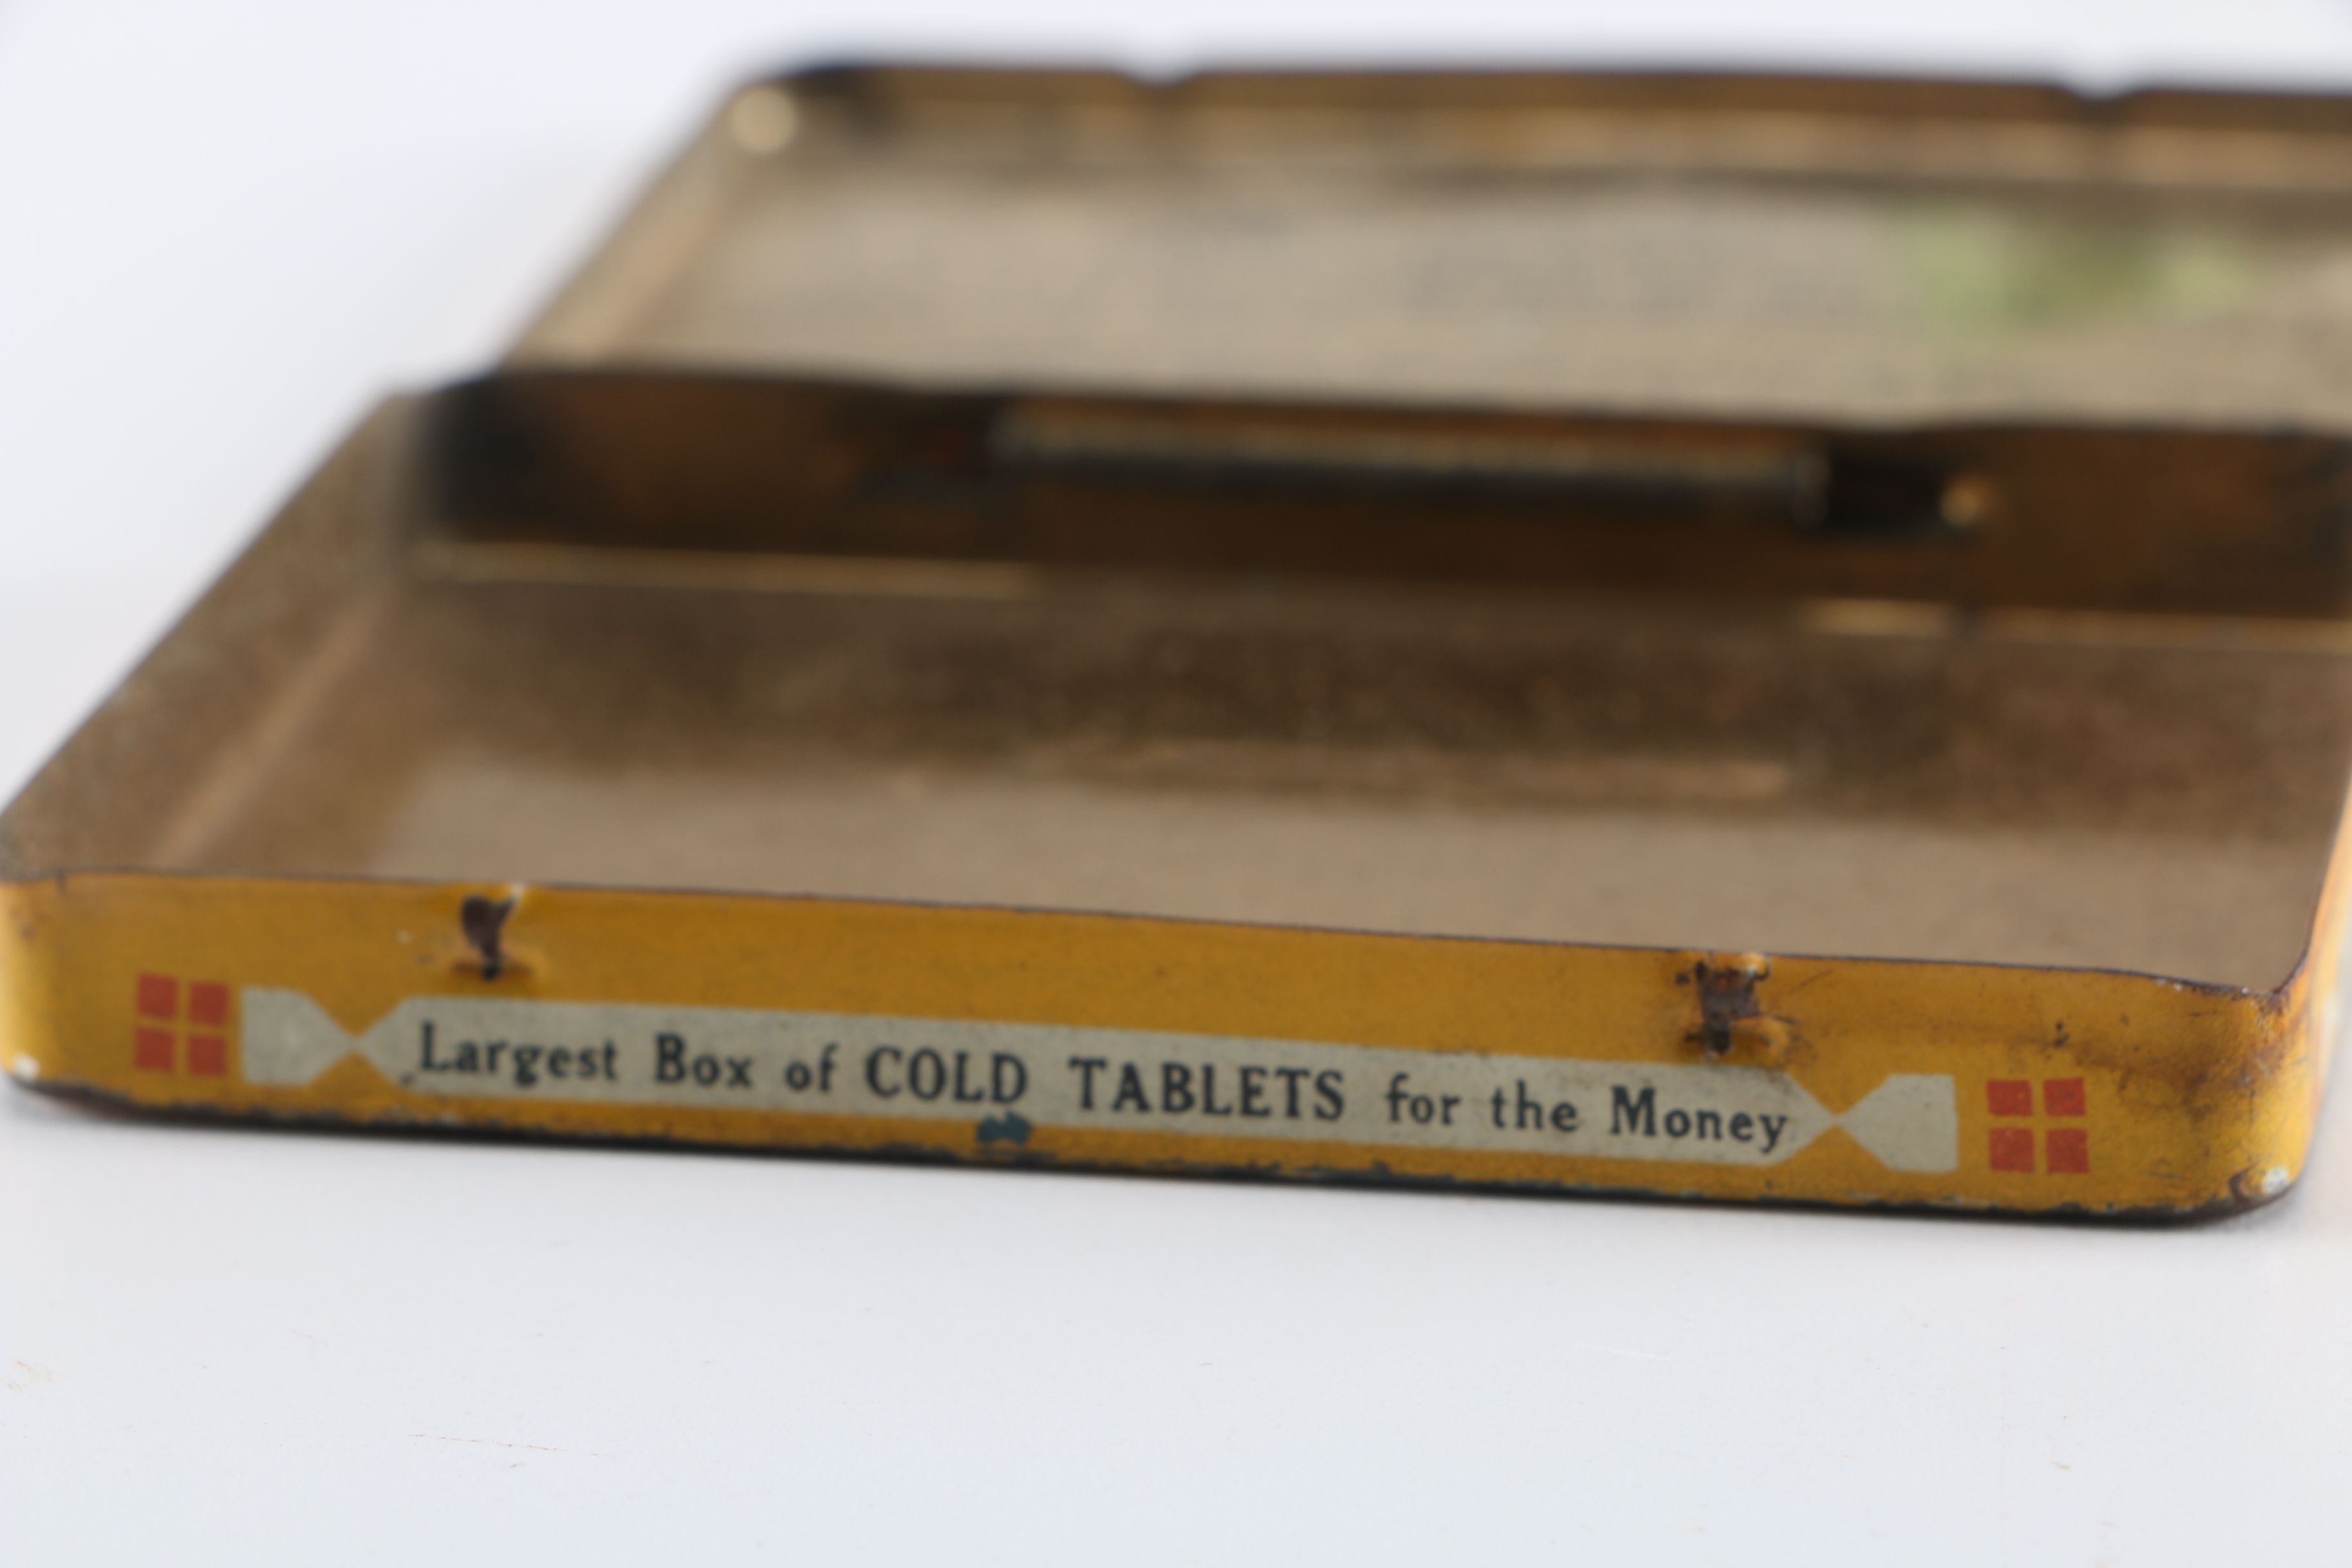 Largest Box of COLD TABLETS for the Money